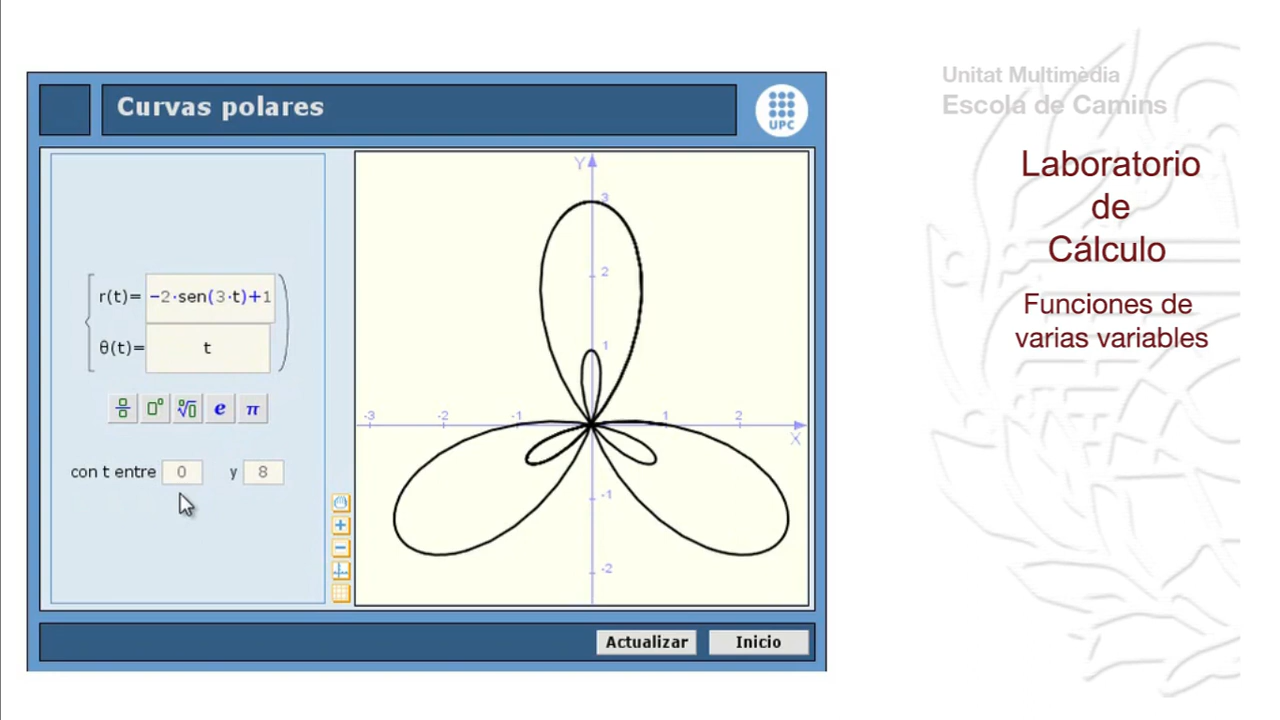 Unitat Multimèdia
Escola de Camins
Laboratorio
de
Cálculo
Funciones de
varias variables
Curvas polares
UPC
r(t)= -2·sen(3·t)+1
θ(t)= t
e π
con t entre 0 y 8
Y
3
2
1
-3 -2 -1 1 2
X
-1
-2
Actualizar Inicio